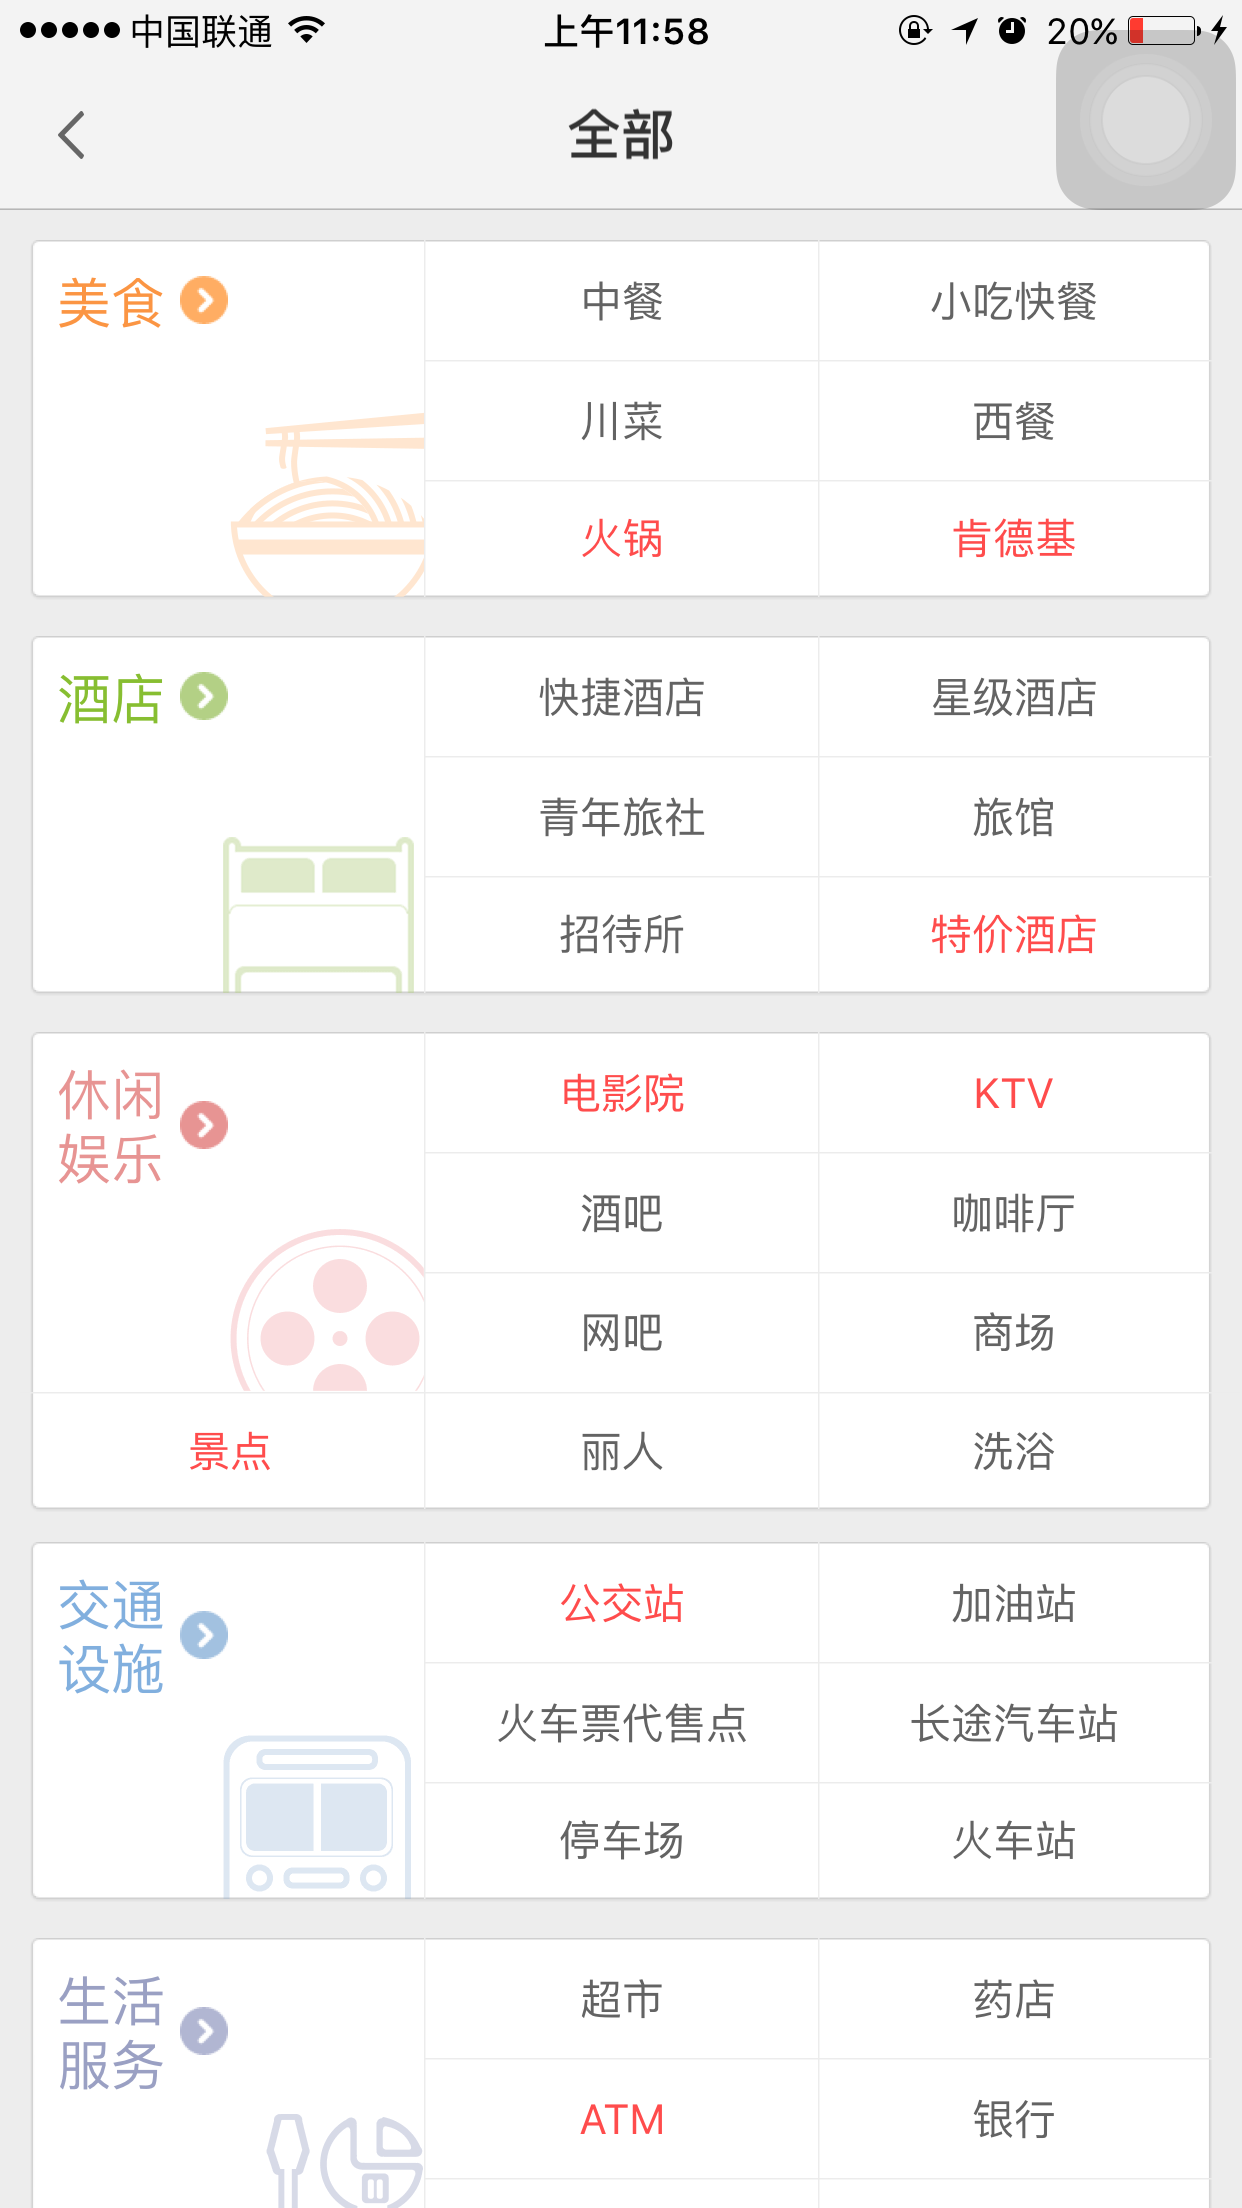 中国联通 上午11:58 20%
全部
美食 中餐 小吃快餐
川菜 西餐
火锅 肯德基
酒店 快捷酒店 星级酒店
青年旅社 旅馆
招待所 特价酒店
休闲
娱乐
电影院 KTV
酒吧 咖啡厅
网吧 商场
景点 丽人 洗浴
交通
设施
公交站 加油站
火车票代售点 长途汽车站
停车场 火车站
生活
服务
超市 药店
ATM 银行